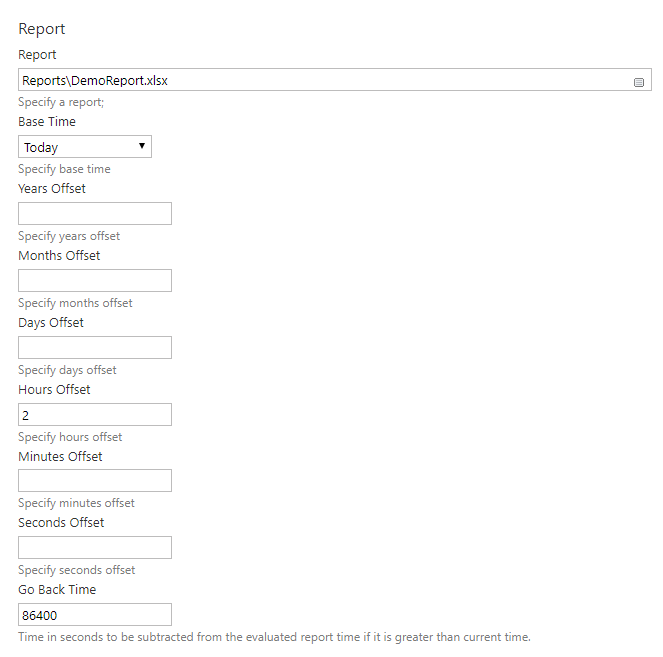 Report
Report
Reports\DemoReport.xlsx
Specify a report;
Base Time
Today
Specify base time
Years Offset
Specify years offset
Months Offset
Specify months offset
Days Offset
Specify days offset
Hours Offset
2
Specify hours offset
Minutes Offset
Specify minutes offset
Seconds Offset
Specify seconds offset
Go Back Time
86400
Time in seconds to be subtracted from the evaluated report time if it is greater than current time.